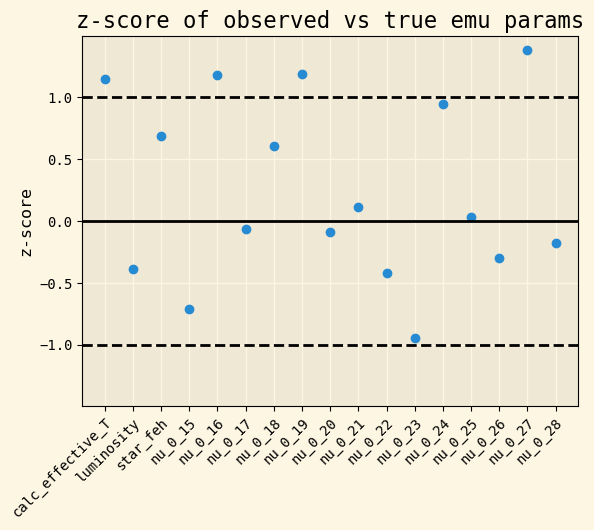 z-score of observed vs true emu params
z-score
1.0
0.5
0.0
−0.5
−1.0
calc_effective_T
luminosity
star_feh
nu_0_15
nu_0_16
nu_0_17
nu_0_18
nu_0_19
nu_0_20
nu_0_21
nu_0_22
nu_0_23
nu_0_24
nu_0_25
nu_0_26
nu_0_27
nu_0_28